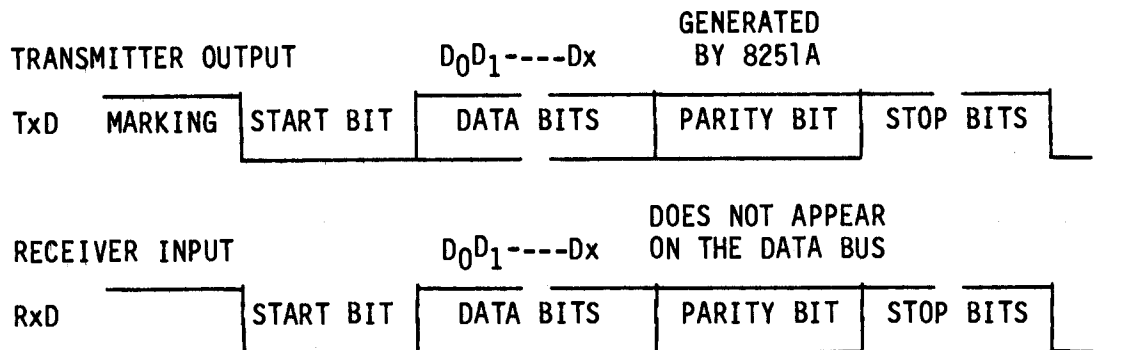 GENERATED
TRANSMITTER OUTPUT D₀D₁----Dx BY 8251A
TxD MARKING START BIT DATA BITS PARITY BIT STOP BITS
DOES NOT APPEAR
RECEIVER INPUT D₀D₁----Dx ON THE DATA BUS
RxD START BIT DATA BITS PARITY BIT STOP BITS